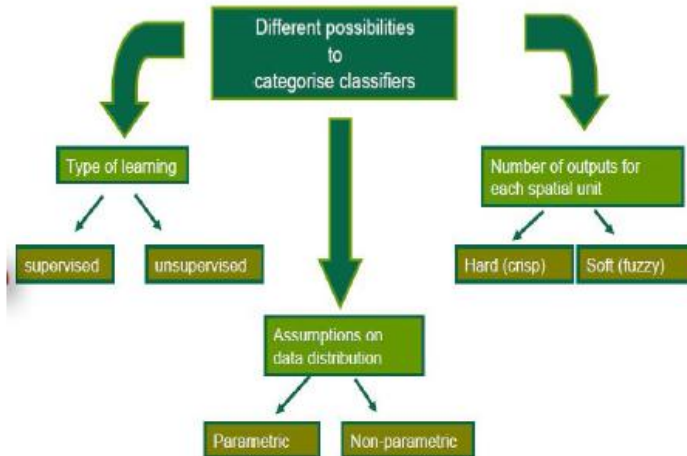 Different possibilities
to
categorise classifiers
Type of learning
supervised
unsupervised
Number of outputs for
each spatial unit
Hard (crisp)
Soft (fuzzy)
Assumptions on
data distribution
Parametric
Non-parametric